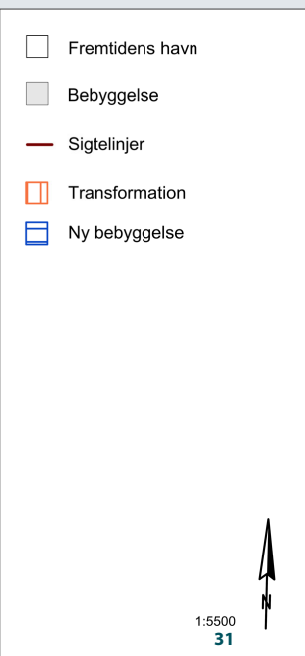 Fremtidens havn
Bebyggelse
Sigtelinjer
Transformation
Ny bebyggelse
N
1:5500
31